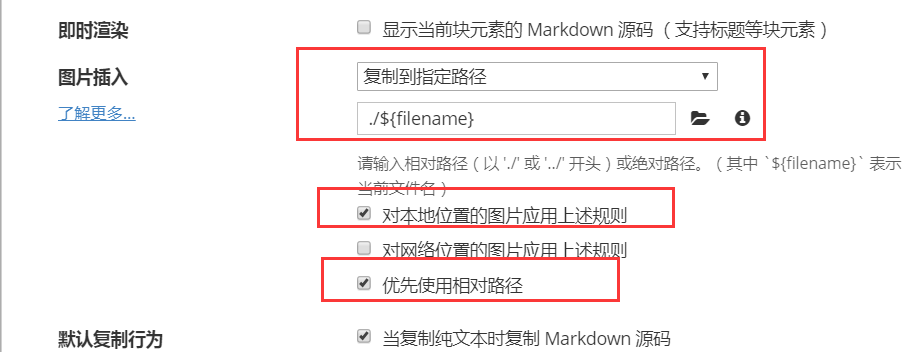 即时渲染
显示当前块元素的 Markdown 源码（支持标题等块元素）
图片插入
复制到指定路径
了解更多...
./${filename}
请输入相对路径（以 './' 或 '../' 开头）或绝对路径。（其中 `${filename}` 表示
当前文件名）
对本地位置的图片应用上述规则
对网络位置的图片应用上述规则
优先使用相对路径
默认复制行为
当复制纯文本时复制 Markdown 源码